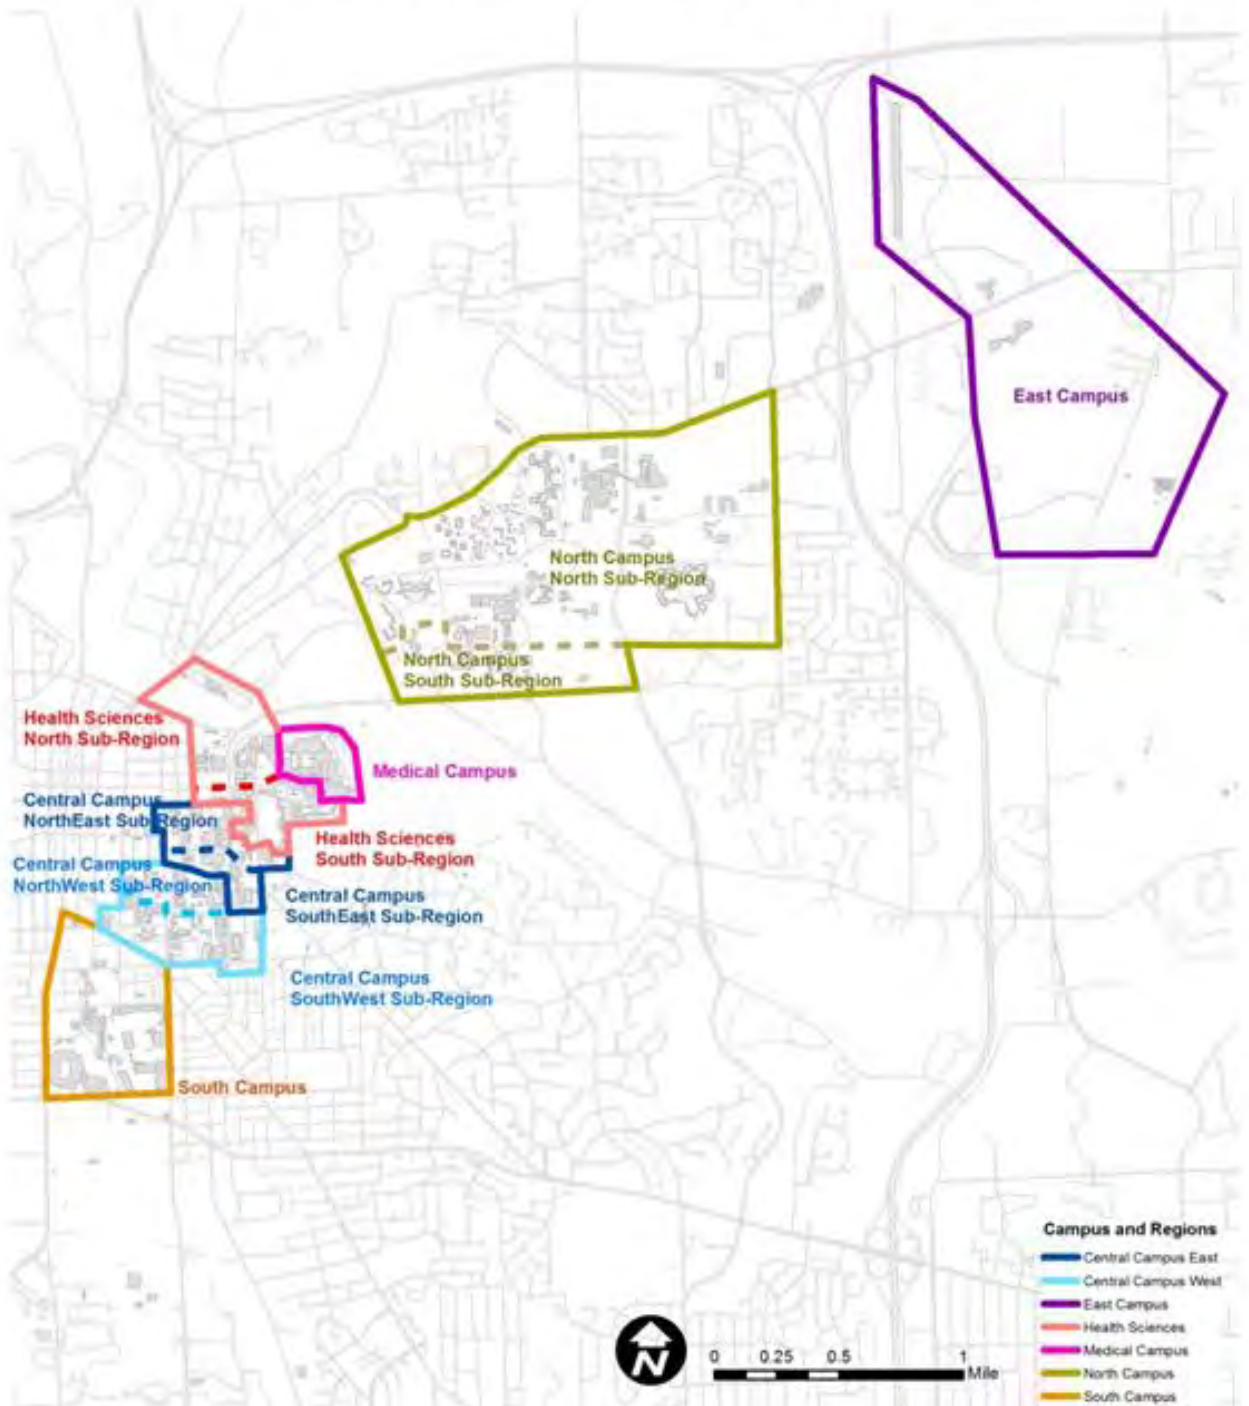 East Campus
North Campus
North Sub-Region
North Campus
South Sub-Region
Health Sciences
North Sub-Region
Medical Campus
Central Campus
NorthEast Sub-Region
Health Sciences
South Sub-Region
Central Campus
NorthWest Sub-Region
Central Campus
SouthEast Sub-Region
Central Campus
SouthWest Sub-Region
South Campus
Campus and Regions
Central Campus East
Central Campus West
East Campus
Health Sciences
Medical Campus
North Campus
South Campus
N
0 0.25 0.5 1
Mile